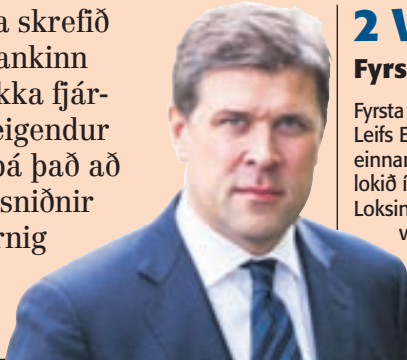 a skrefið
ankinn
kka fjár-
eigendur
þá það að
sniðnir
rnig
2 V
Fyrs
Fyrsta
Leifs E
einnar
lokið í
Loksin
v